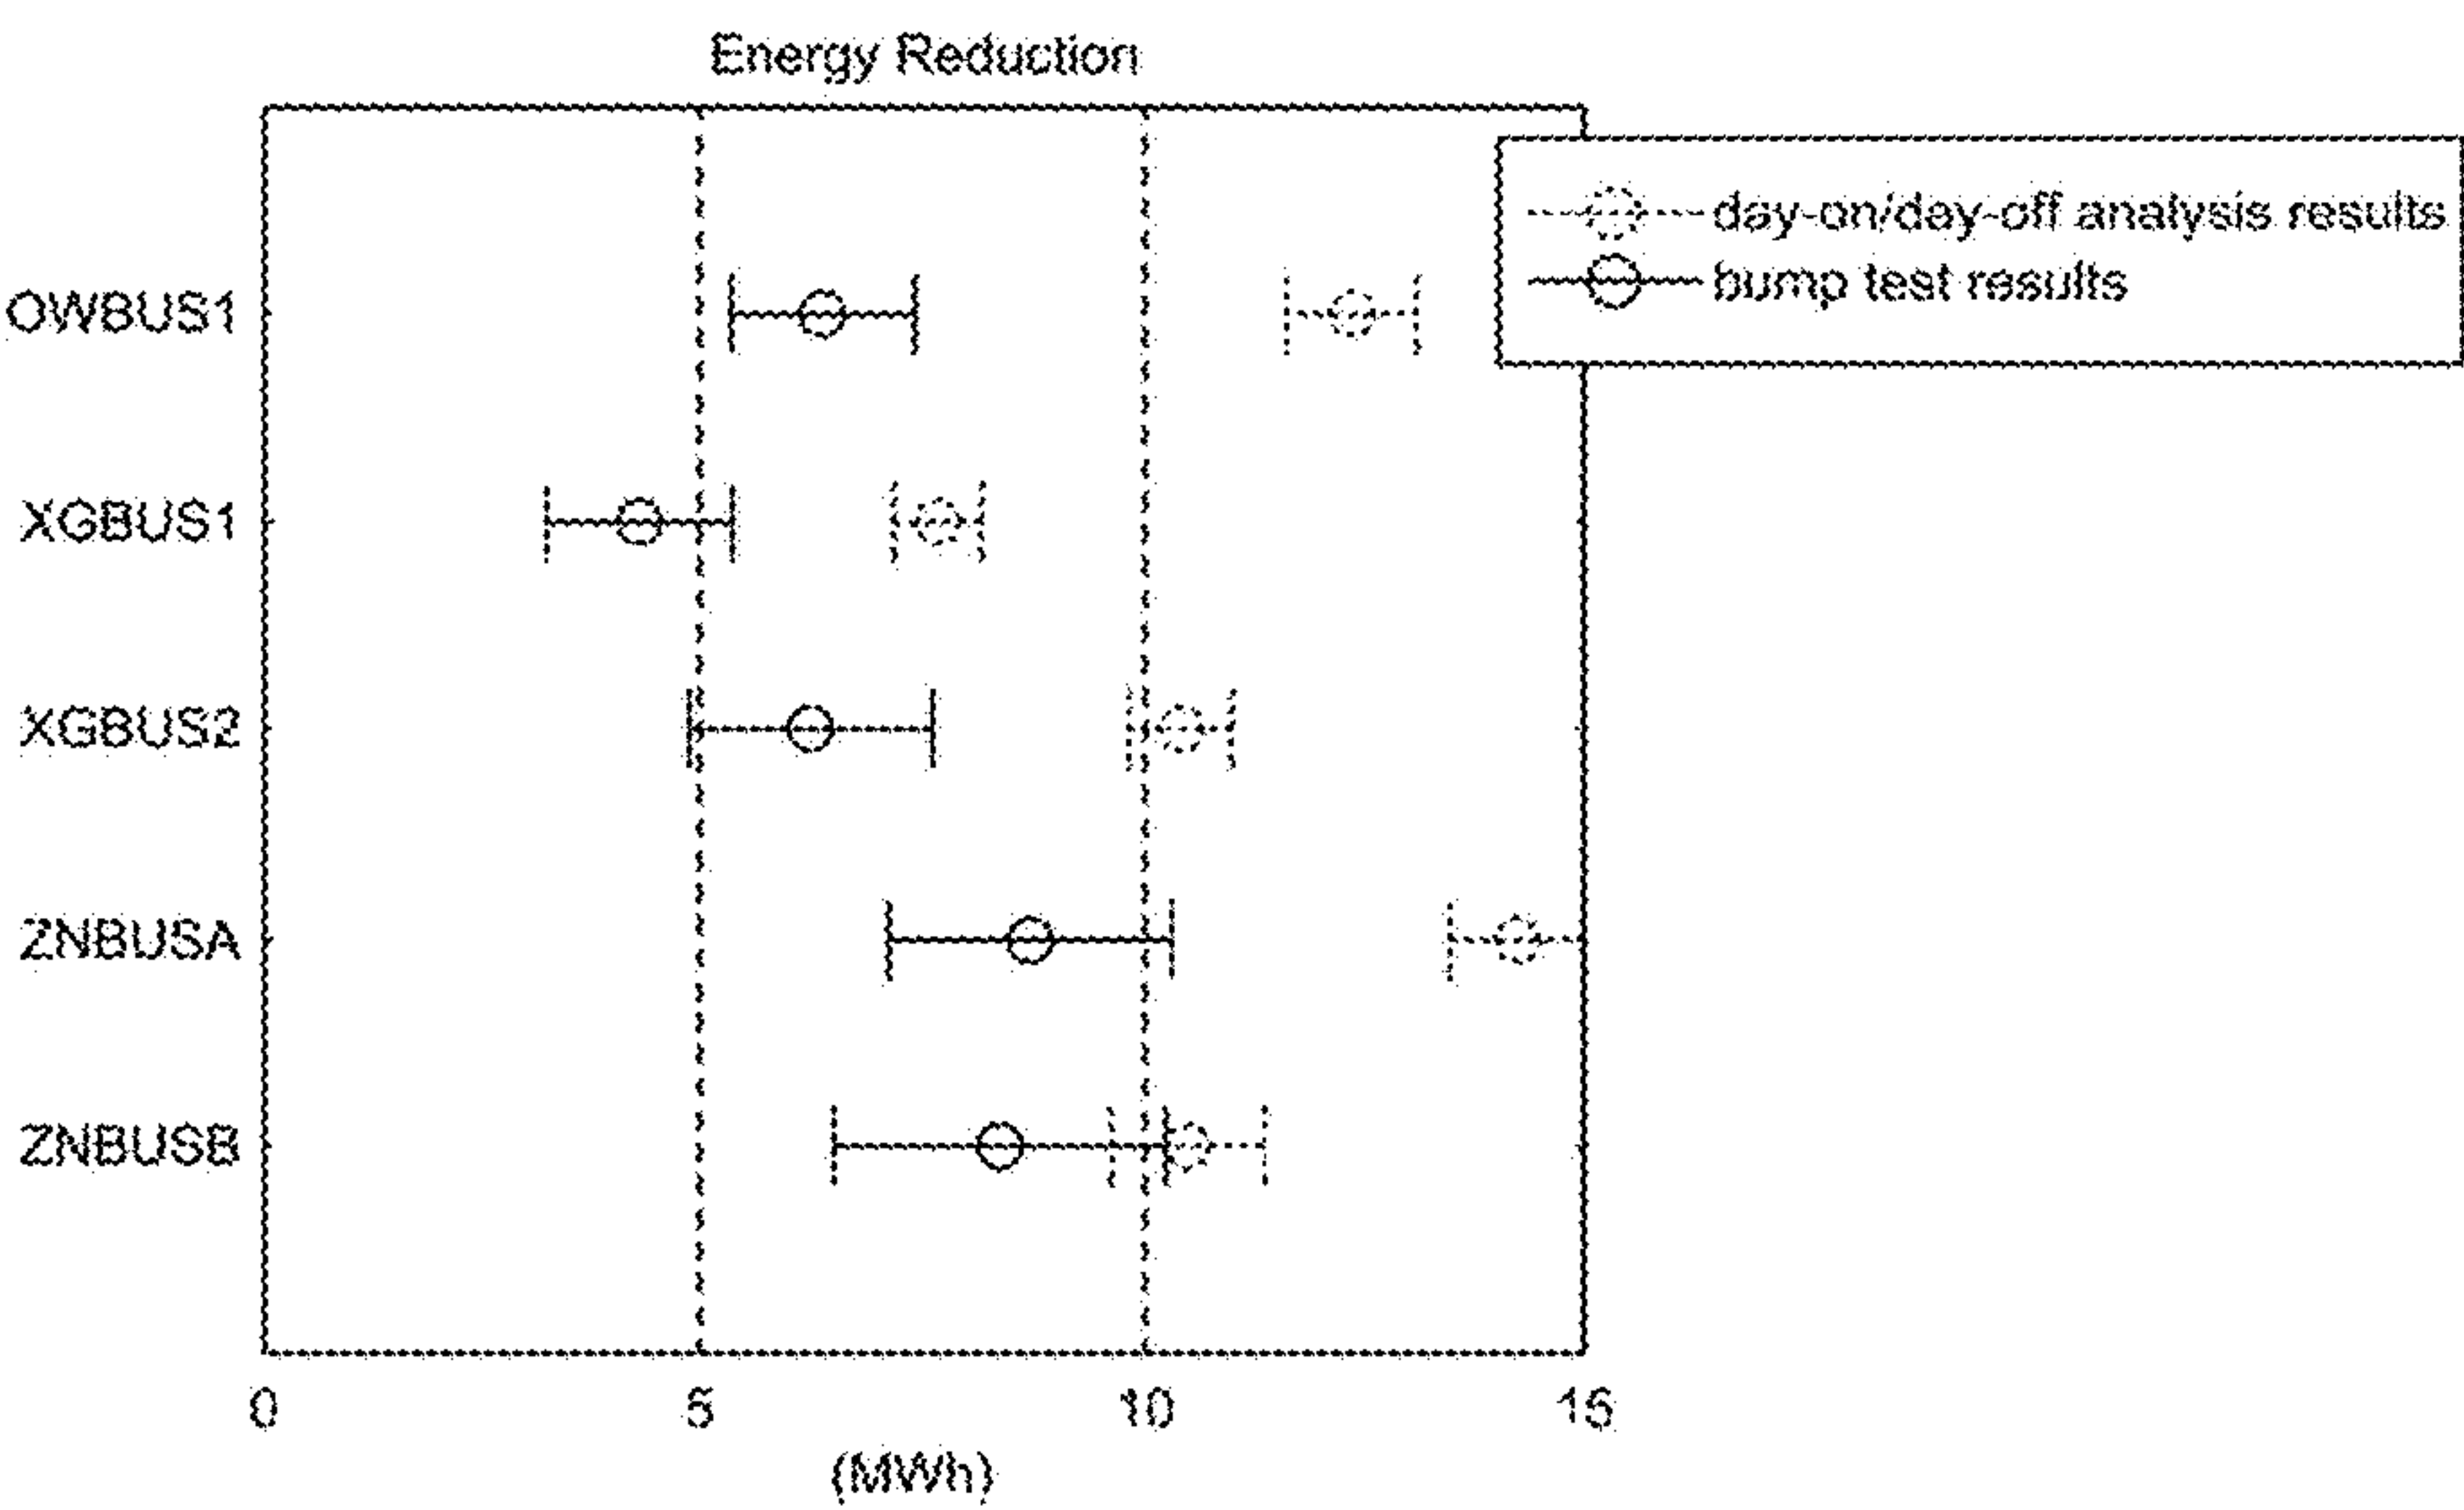 Energy Reduction
day-on/day-off analysis results
bump test results
OWBUS1
XGBUS1
XGBUS2
ZNBUSA
ZNBUSB
0 5 10 15
(MWh)